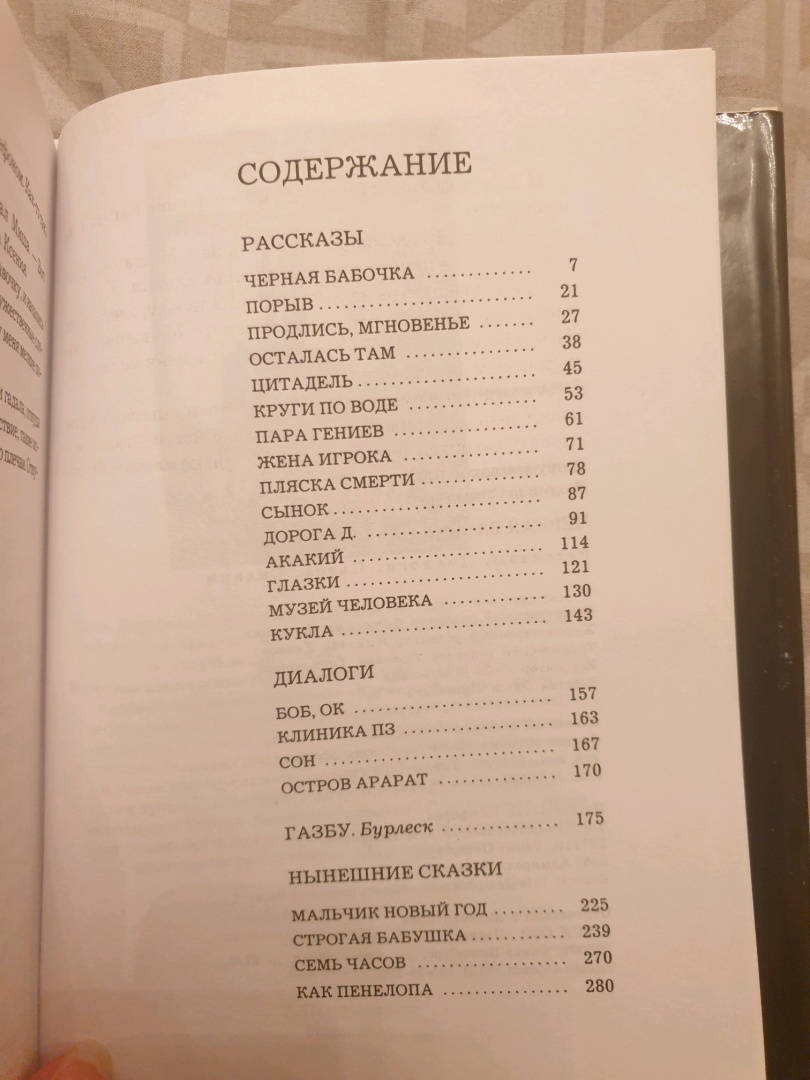 СОДЕРЖАНИЕ
РАССКАЗЫ
ЧЕРНАЯ БАБОЧКА ............. 7
ПОРЫВ .......................... 21
ПРОДЛИСЬ, МГНОВЕНЬЕ ....... 27
ОСТАЛАСЬ ТАМ ................ 38
ЦИТАДЕЛЬ ...................... 45
КРУГИ ПО ВОДЕ ................ 53
ПАРА ГЕНИЕВ .................. 61
ЖЕНА ИГРОКА .................. 71
ПЛЯСКА СМЕРТИ ............... 78
СЫНОК .......................... 87
ДОРОГА Д. ...................... 91
АКАКИЙ ........................ 114
ГЛАЗКИ ......................... 121
МУЗЕЙ ЧЕЛОВЕКА ............. 130
КУКЛА .......................... 143
ДИАЛОГИ
БОБ, ОК ......................... 157
КЛИНИКА ПЗ ................... 163
СОН ............................. 167
ОСТРОВ АРАРАТ ............... 170
ГАЗБУ. Бурлеск ............... 175
НЫНЕШНИЕ СКАЗКИ
МАЛЬЧИК НОВЫЙ ГОД ......... 225
СТРОГАЯ БАБУШКА ............ 239
СЕМЬ ЧАСОВ ................... 270
КАК ПЕНЕЛОПА ................ 280